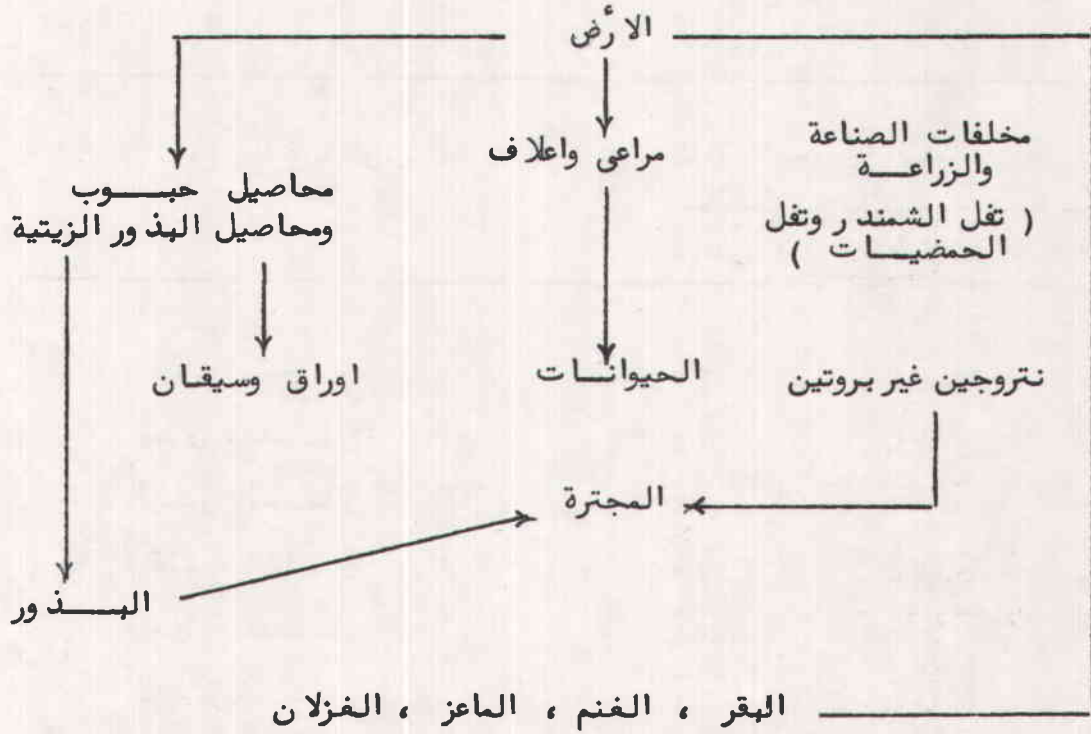 الأرض
مراعى واعلاف
مخلفات الصناعة
والزراعة
( تفل الشمندر وتفل
الحمضيات )
محاصيل حبوب
ومحاصيل البذور الزيتية
نتروجين غير بروتين
الحيوانات
اوراق وسيقان
المجترة
البذور
البقر ، الغنم ، الماعز ، الغزلان